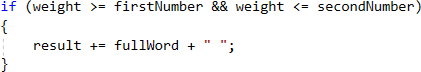 if (weight >= firstNumber && weight <= secondNumber)
{
    result += fullWord + " ";
}